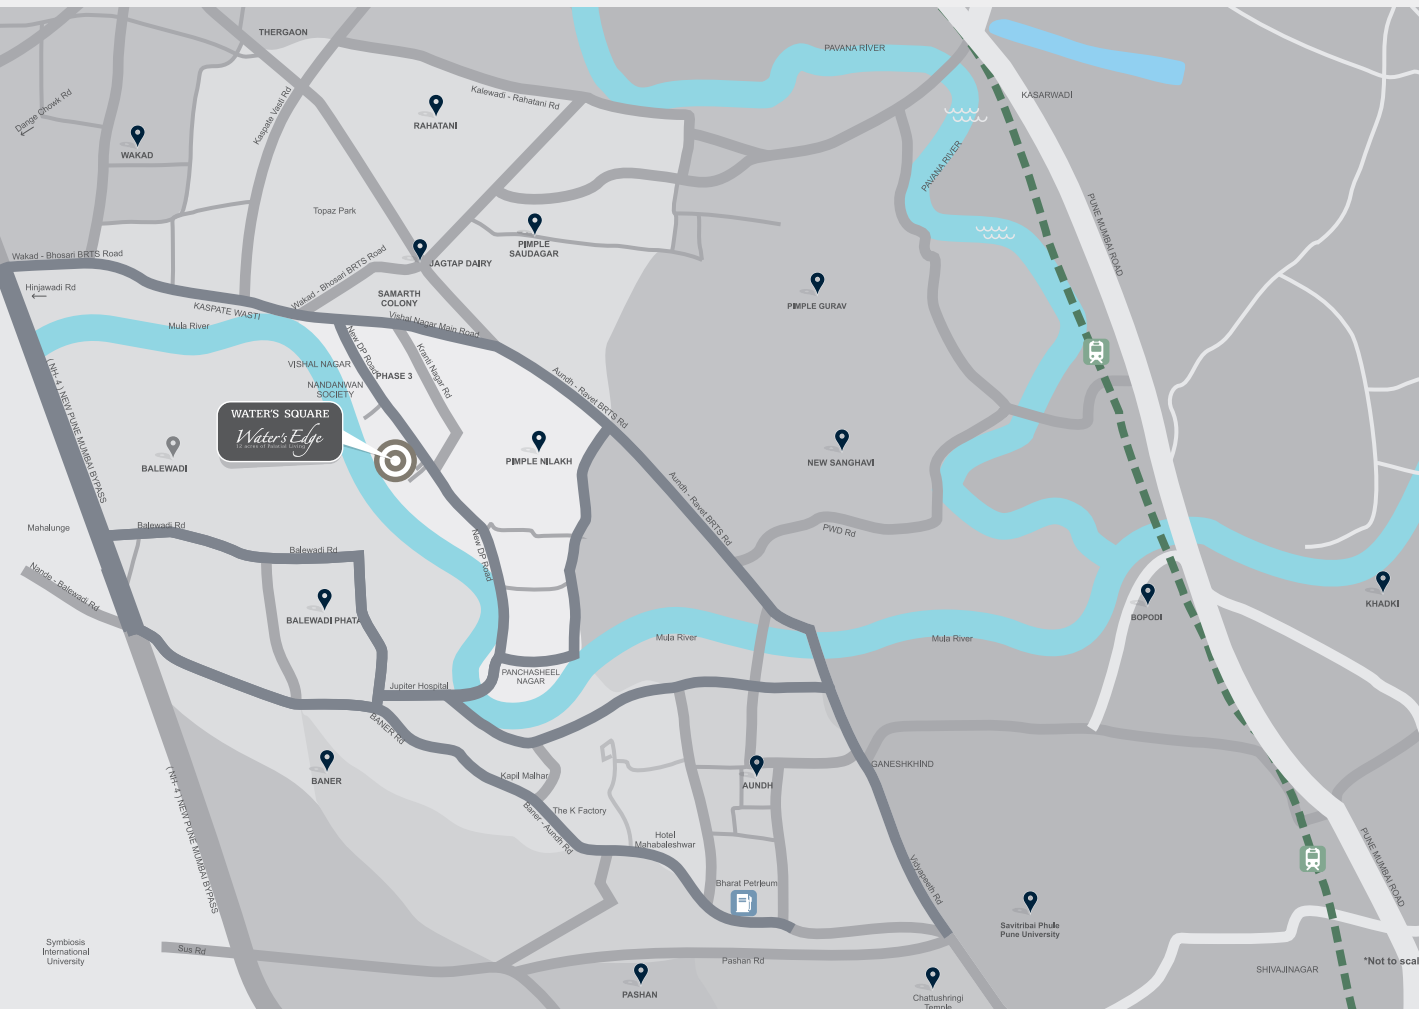 THERGAON
PAVANA RIVER
Kalewadi - Rahatani Rd
KASARWADI
Dange Chowk Rd
Kaspate Vasti Rd
RAHATANI
WAKAD
PAVANA RIVER
Topaz Park
PIMPLE
SAUDAGAR
PUNE MUMBAI ROAD
Wakad - Bhosari BRTS Road
JAGTAP DAIRY
Wakad - Bhosari BRTS Road
Hinjawadi Rd
SAMARTH
COLONY
PIMPLE GURAV
KASPATE WASTI
Vishal Nagar Main Road
Mula River
New DP Road
Kranti Nagar Rd
VISHAL NAGAR
PHASE 3
NANDANWAN
SOCIETY
Aundh - Ravet BRTS Rd
( NH- 4 ) NEW PUNE MUMBAI BYPASS
WATER'S SQUARE
Water's Edge
BALEWADI
PIMPLE NILAKH
NEW SANGHAVI
Aundh - Ravet BRTS Rd
Mahalunge
Balewadi Rd
PWD Rd
New DP Road
Balewadi Rd
Nande - Balewadi Rd
KHADKI
BALEWADI PHATA
BOPODI
Mula River
Mula River
PANCHASHEEL
NAGAR
Jupiter Hospital
BANER Rd
GANESHKHIND
BANER
Kapil Malhar
AUNDH
( NH- 4 ) NEW PUNE MUMBAI BYPASS
The K Factory
Baner - Aundh Rd
Hotel
Mahabaleshwar
PUNE MUMBAI ROAD
Vidyapeeth Rd
Bharat Petrleum
Savitribai Phule
Pune University
Symbiosis
International
University
Sus Rd
Pashan Rd
*Not to scal
SHIVAJINAGAR
PASHAN
Chattushringi
Temple